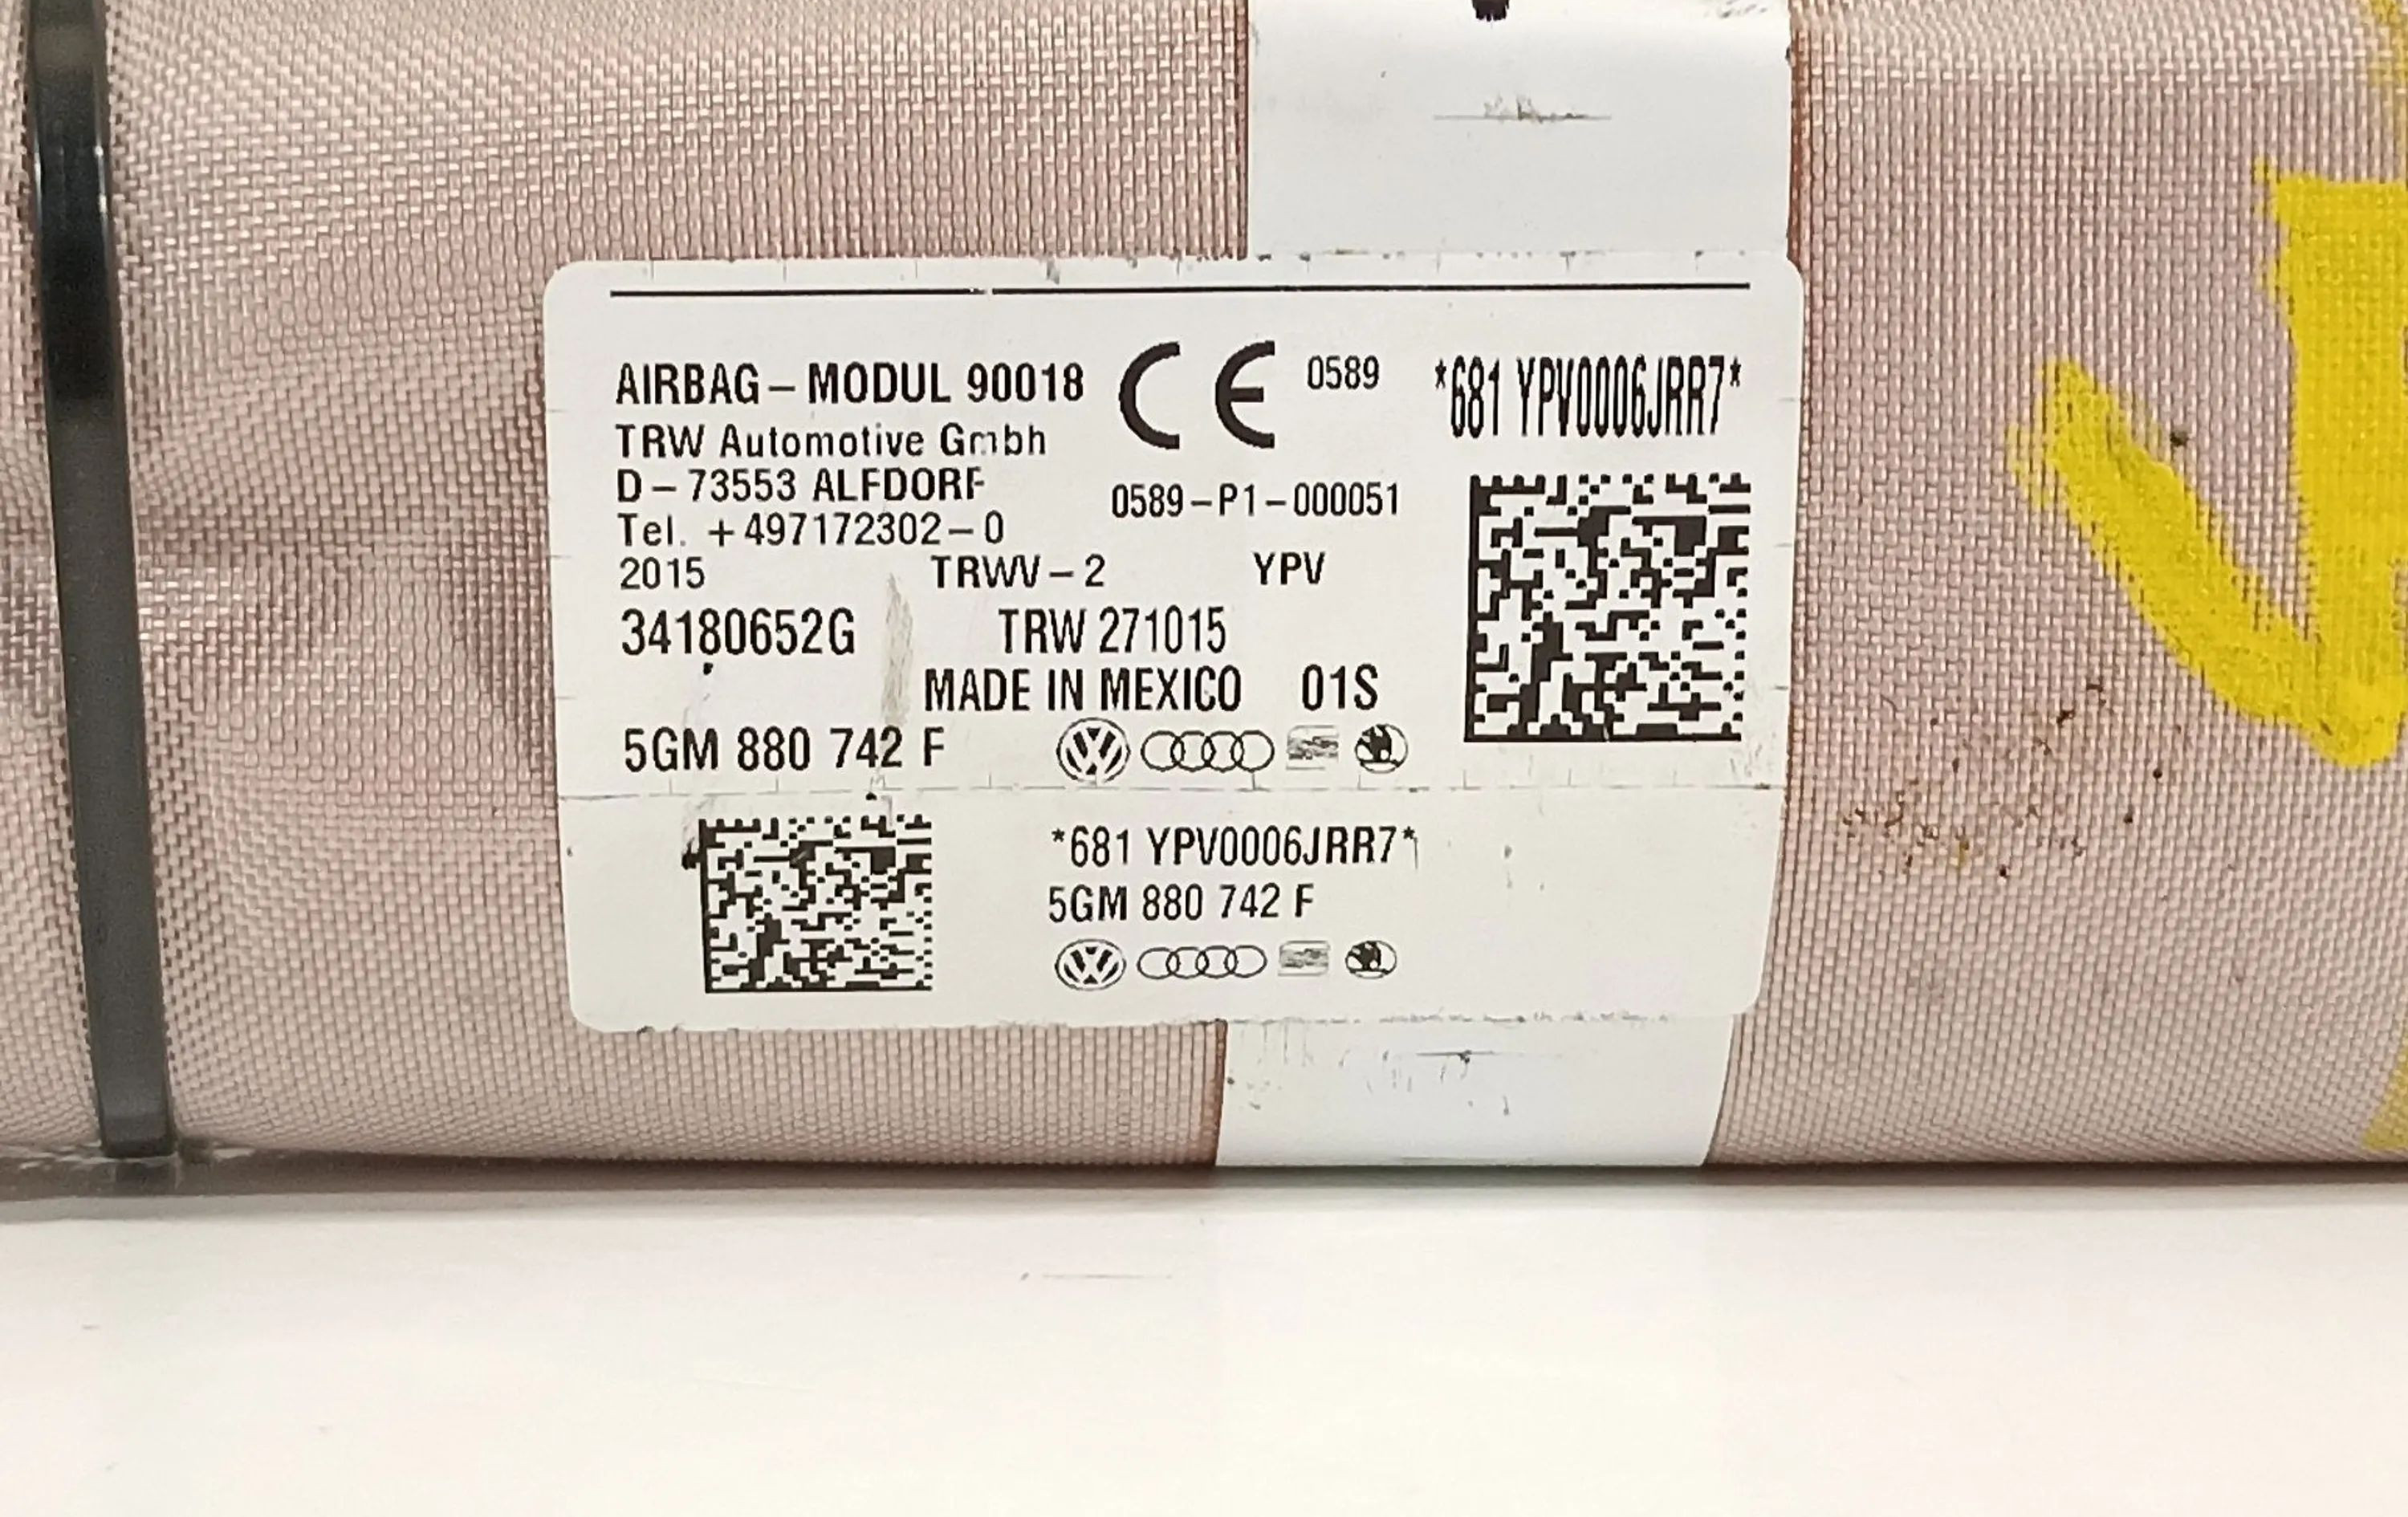 AIRBAG – MODUL 90018
0589
*681 YPV0006JRR7*
TRW Automotive Gmbh
D – 73553 ALFDORF
0589 – P1 – 000051
Tel. +497172302 – 0
2015 TRWV – 2 YPV
34180652G TRW 271015
MADE IN MEXICO 01S
5GM 880 742 F
*681 YPV0006JRR7*
5GM 880 742 F